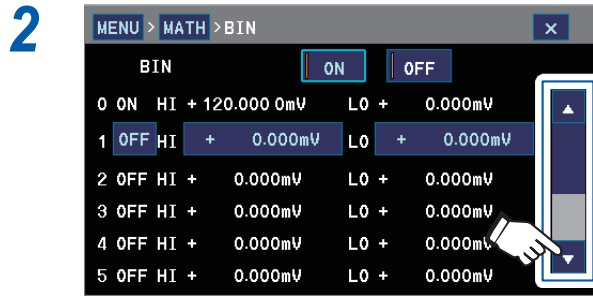 2
MENU > MATH > BIN ×
BIN ON OFF
0 ON HI + 120.000 0mV LO + 0.000mV
1 OFF HI + 0.000mV LO + 0.000mV
2 OFF HI + 0.000mV LO + 0.000mV
3 OFF HI + 0.000mV LO + 0.000mV
4 OFF HI + 0.000mV LO + 0.000mV
5 OFF HI + 0.000mV LO + 0.000mV